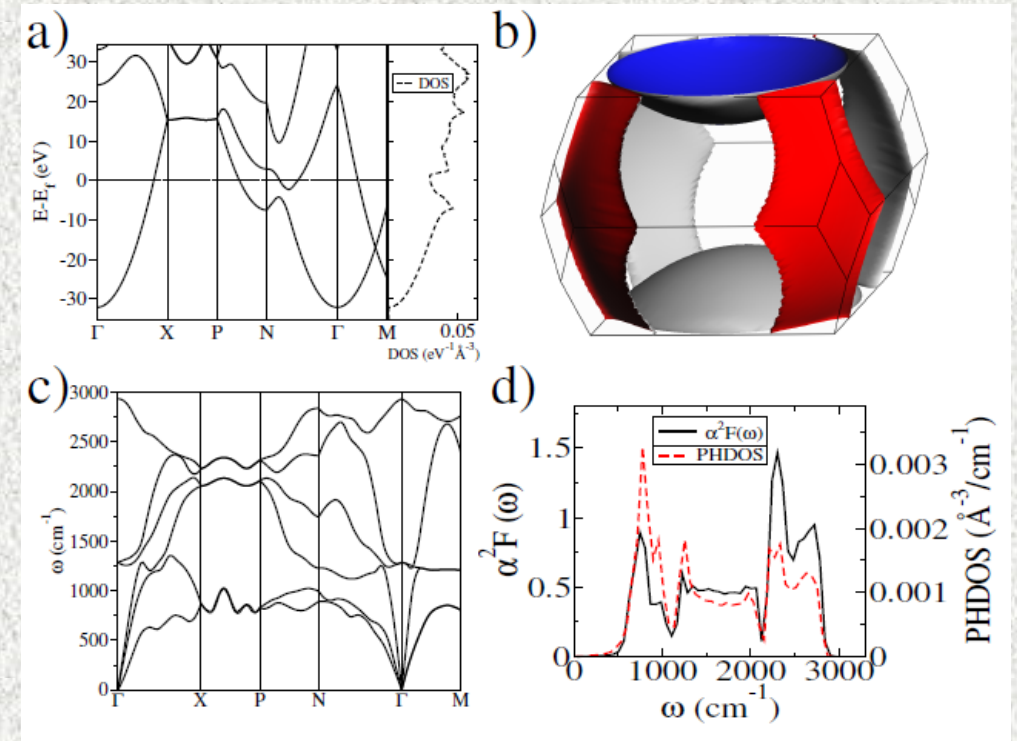 a)
30
20
10
0
-10
-20
-30
E-E_f (eV)
Γ X P N Γ M
DOS
0.05
DOS (eV⁻¹Å⁻³)
b)
c)
3000
2500
2000
1500
1000
500
0
ω (cm⁻¹)
Γ X P N Γ M
d)
α²F(ω)
PHDOS
1.5
1
0.5
0
α²F (ω)
0.003
0.002
0.001
0
PHDOS (Å⁻³/cm⁻¹)
0 1000 2000 3000
ω (cm⁻¹)